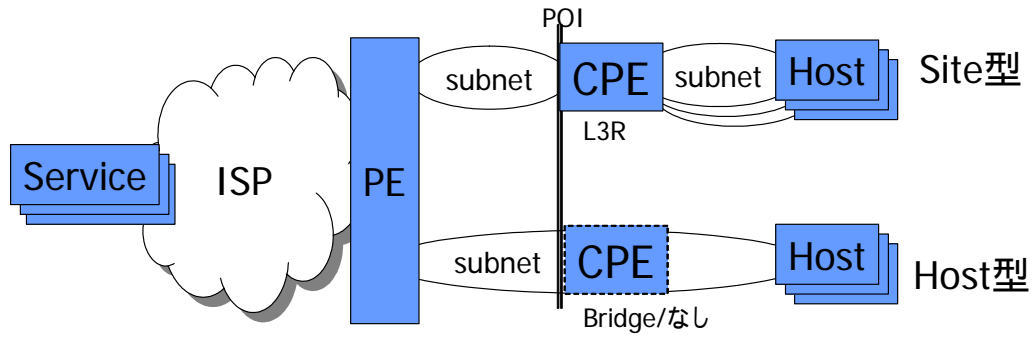 POI
subnet
CPE
subnet
Host
Site型
L3R
Service
ISP
PE
subnet
CPE
Host
Host型
Bridge/なし